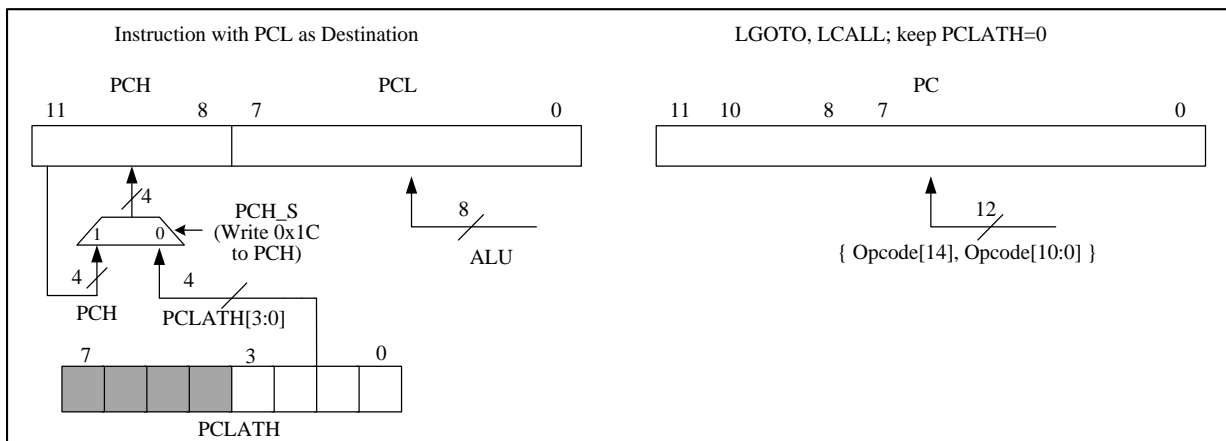 Instruction with PCL as Destination
LGOTO, LCALL; keep PCLATH=0
PCH
PCL
PC
11
8
7
0
11
10
8
7
0
4
PCH_S
(Write 0x1C
to PCH)
1
0
8
ALU
12
{ Opcode[14], Opcode[10:0] }
4
4
PCH
PCLATH[3:0]
7
3
0
PCLATH